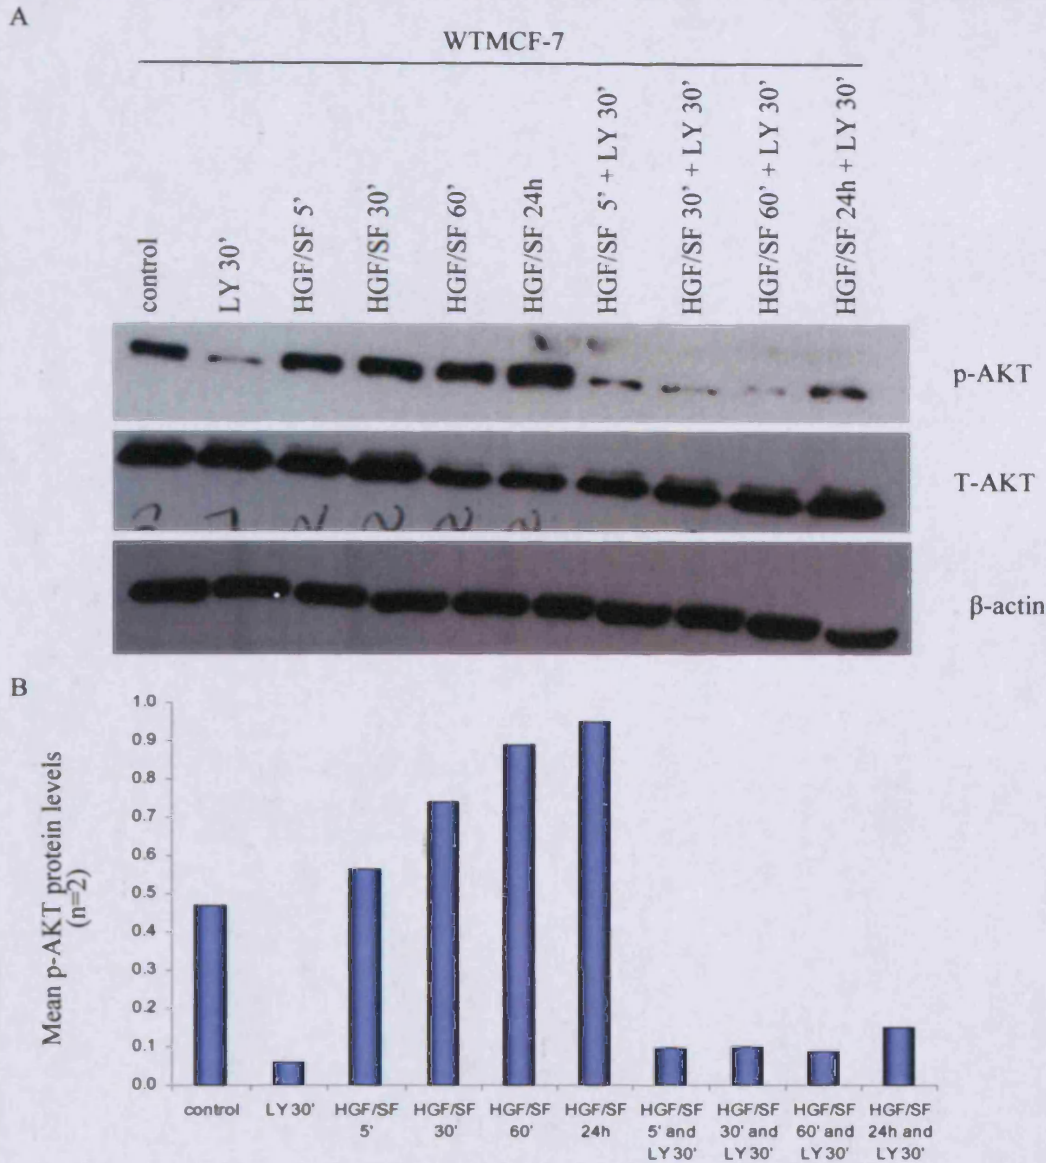 A
WTMCF-7
control
LY 30’
HGF/SF 5’
HGF/SF 30’
HGF/SF 60’
HGF/SF 24h
HGF/SF 5’ + LY 30’
HGF/SF 30’ + LY 30’
HGF/SF 60’ + LY 30’
HGF/SF 24h + LY 30’
p-AKT
T-AKT
β-actin
B
Mean p-AKT protein levels
(n=2)
1.0
0.9
0.8
0.7
0.6
0.5
0.4
0.3
0.2
0.1
0.0
control
LY 30'
HGF/SF
5'
HGF/SF
30'
HGF/SF
60'
HGF/SF
24h
HGF/SF
5' and
LY 30'
HGF/SF
30' and
LY 30'
HGF/SF
60' and
LY 30'
HGF/SF
24h and
LY 30'